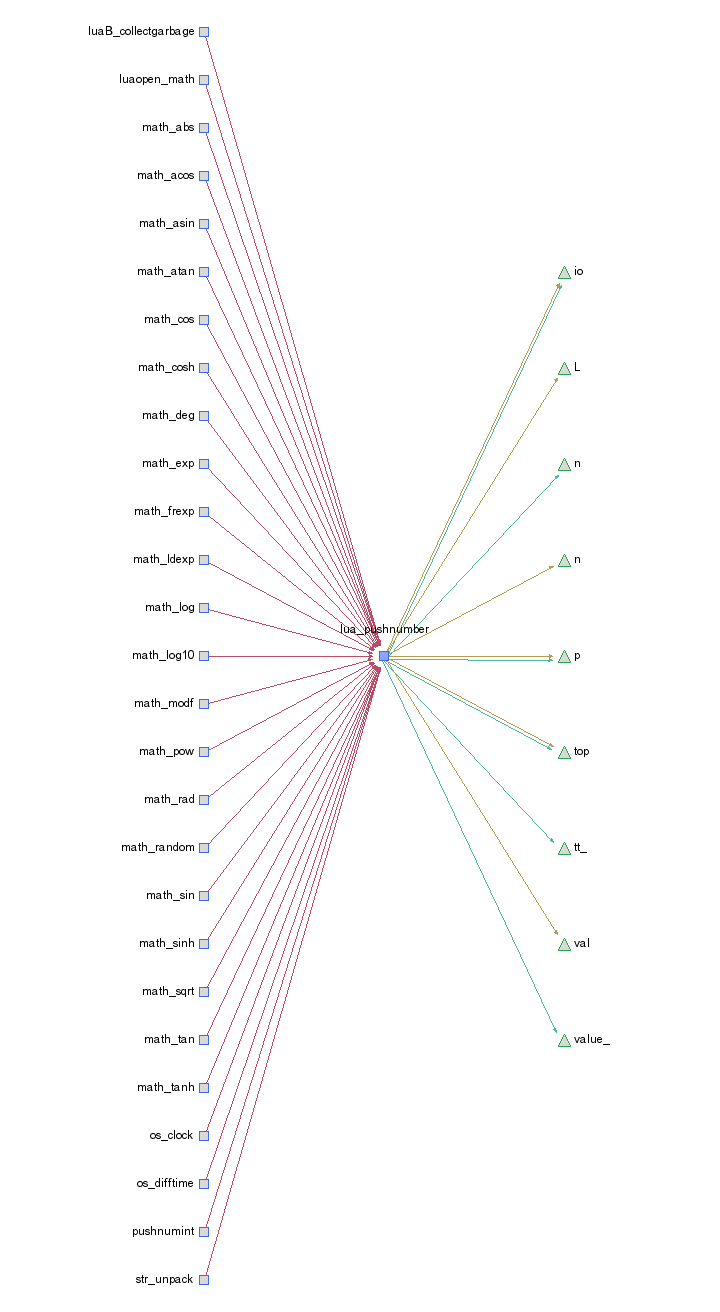 luaB_collectgarbage
luaopen_math
math_abs
math_acos
math_asin
math_atan
math_cos
math_cosh
math_deg
math_exp
math_frexp
math_ldexp
math_log
math_log10
math_modf
math_pow
math_rad
math_random
math_sin
math_sinh
math_sqrt
math_tan
math_tanh
os_clock
os_difftime
pushnumint
str_unpack
lua_pushnumber
io
L
n
n
p
top
tt_
val
value_